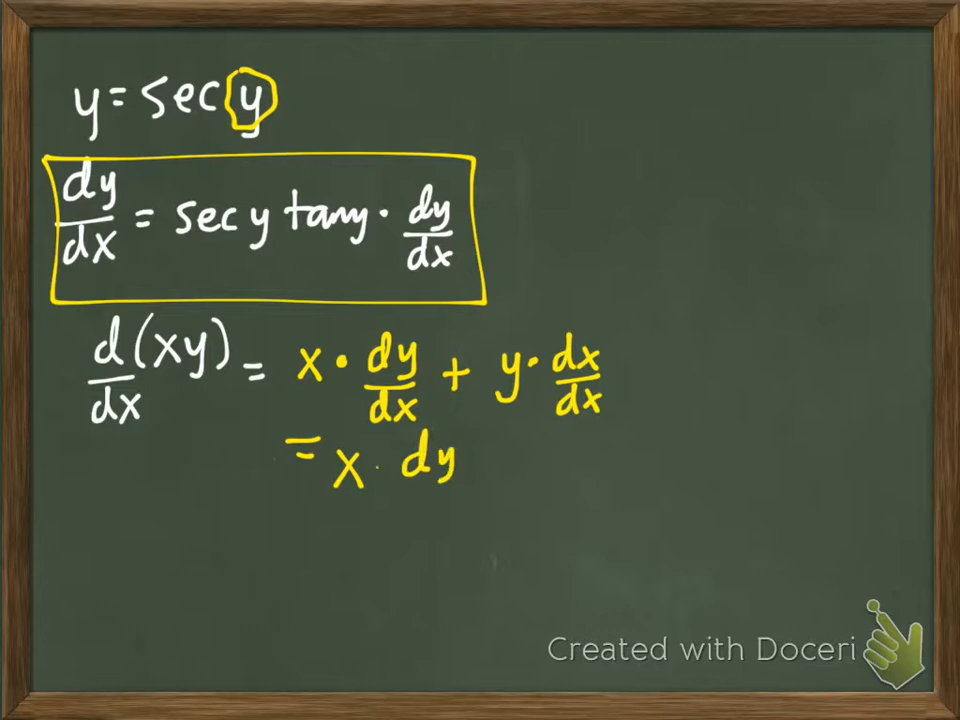 y = sec y
dy/dx = sec y tan y · dy/dx
d/dx (xy) = x · dy/dx + y · dx/dx
= x · dy
Created with Doceri